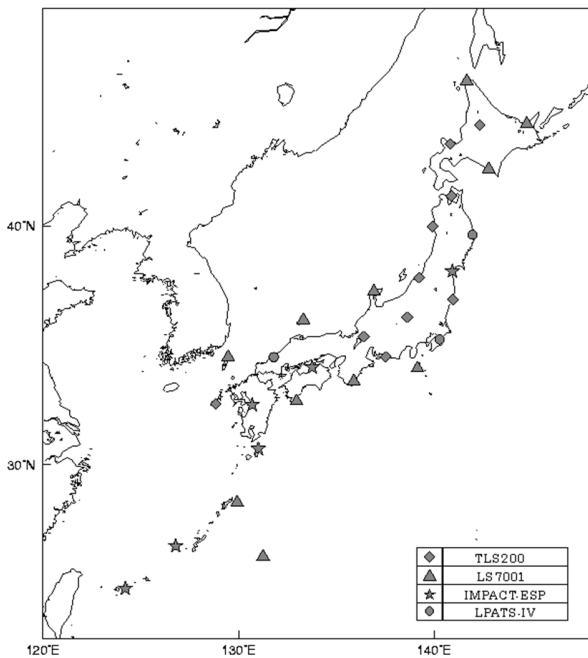 40°N
30°N
TLS200
LS7001
IMPACT-ESP
LPATS-IV
120°E
130°E
140°E